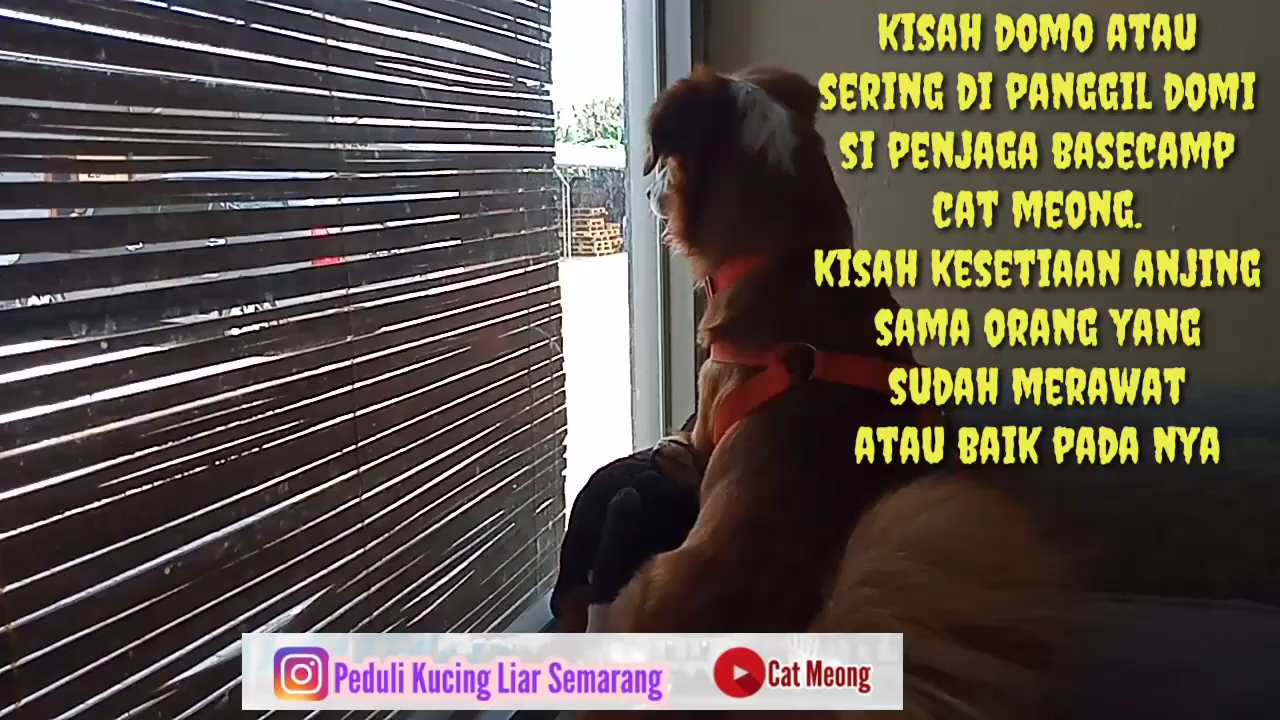 KISAH DOMO ATAU
SERING DI PANGGIL DOMI
SI PENJAGA BASECAMP
CAT MEONG.
KISAH KESETIAAN ANJING
SAMA ORANG YANG
SUDAH MERAWAT
ATAU BAIK PADA NYA
Peduli Kucing Liar Semarang
Cat Meong